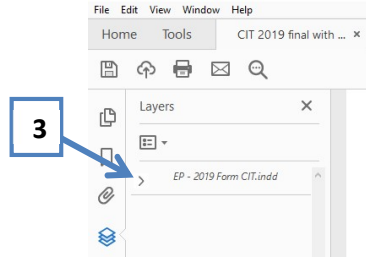 File Edit View Window Help
Home Tools CIT 2019 final with ... ×
Layers
3
EP - 2019 Form CIT.indd